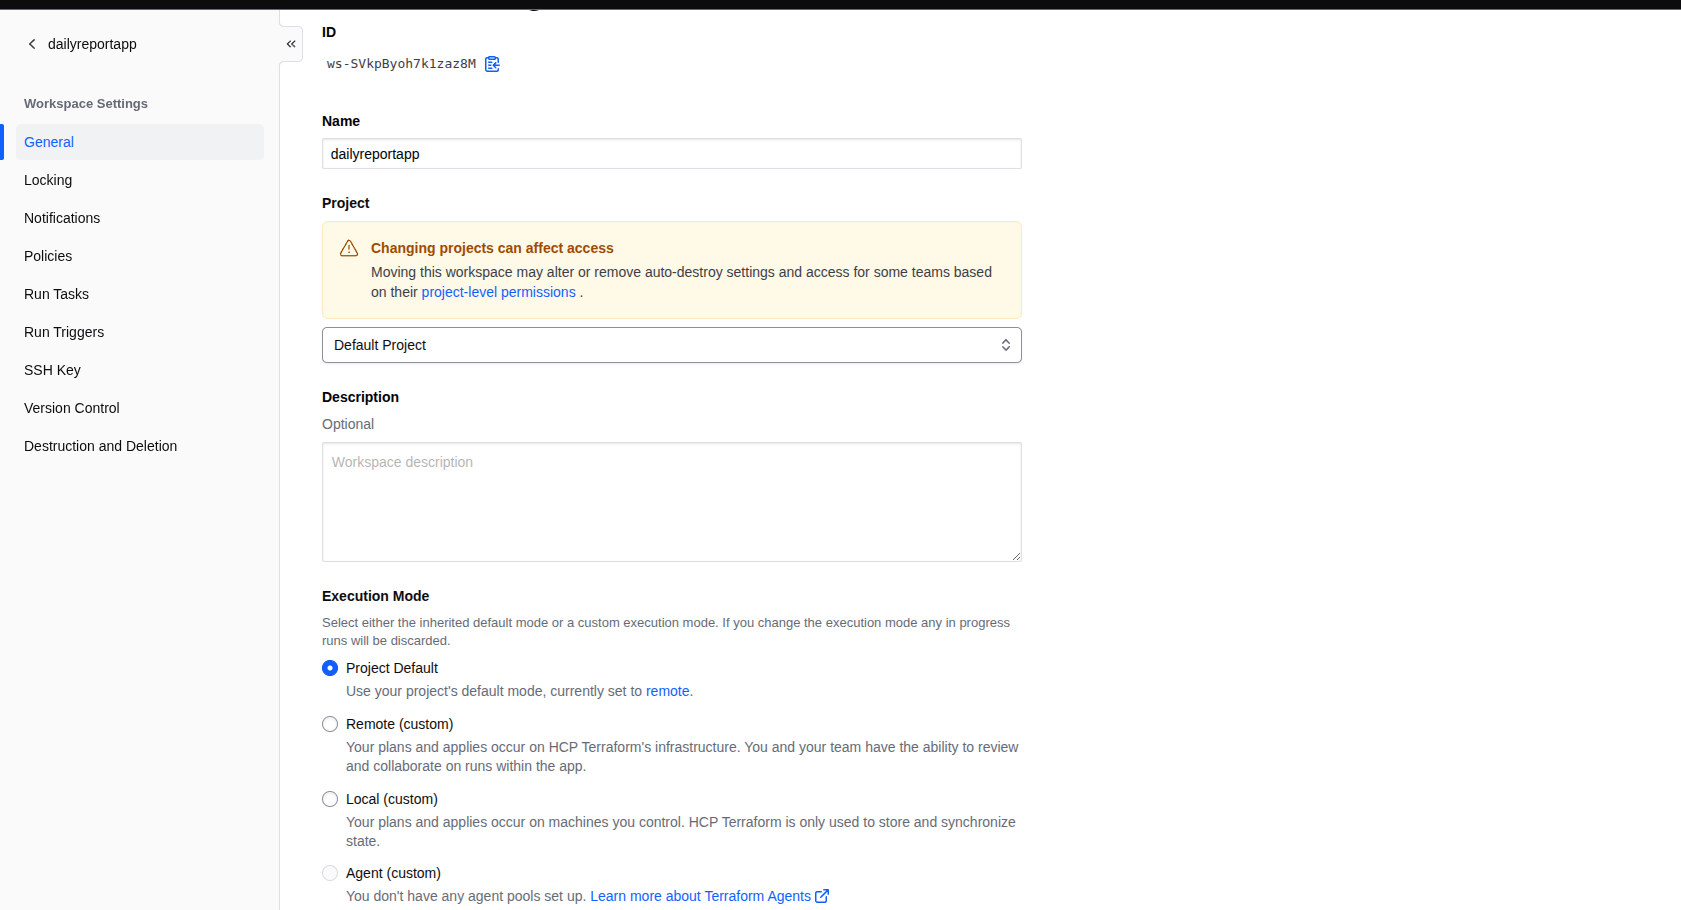 dailyreportapp
Workspace Settings
General
Locking
Notifications
Policies
Run Tasks
Run Triggers
SSH Key
Version Control
Destruction and Deletion
ID
ws-SVkpByoh7k1zaz8M
Name
dailyreportapp
Project
Changing projects can affect access
Moving this workspace may alter or remove auto-destroy settings and access for some teams based
on their project-level permissions .
Default Project
Description
Optional
Workspace description
Execution Mode
Select either the inherited default mode or a custom execution mode. If you change the execution mode any in progress
runs will be discarded.
Project Default
Use your project's default mode, currently set to remote.
Remote (custom)
Your plans and applies occur on HCP Terraform's infrastructure. You and your team have the ability to review
and collaborate on runs within the app.
Local (custom)
Your plans and applies occur on machines you control. HCP Terraform is only used to store and synchronize
state.
Agent (custom)
You don't have any agent pools set up. Learn more about Terraform Agents